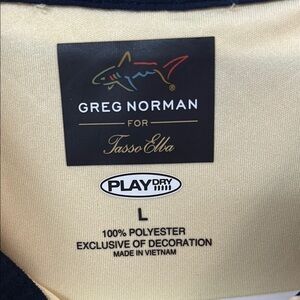 GREG NORMAN
FOR
Tasso Elba
PLAY DRY
L
100% POLYESTER
EXCLUSIVE OF DECORATION
MADE IN VIETNAM